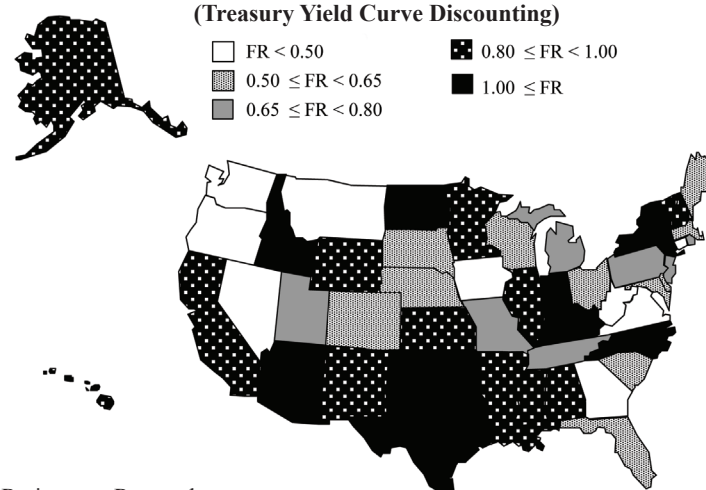 (Treasury Yield Curve Discounting)
FR < 0.50
0.50 ≤ FR < 0.65
0.65 ≤ FR < 0.80
0.80 ≤ FR < 1.00
1.00 ≤ FR